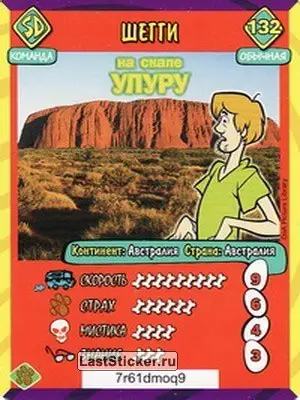 SD
ШЕГГИ
132
КОМАНДА
ОБЫЧНАЯ
на скале
УЛУРУ
Континент: Австралия Страна: Австралия
СКОРОСТЬ 9
СТРАХ 6
МИСТИКА 4
3
LastSticker.ru
7r61dmoq9